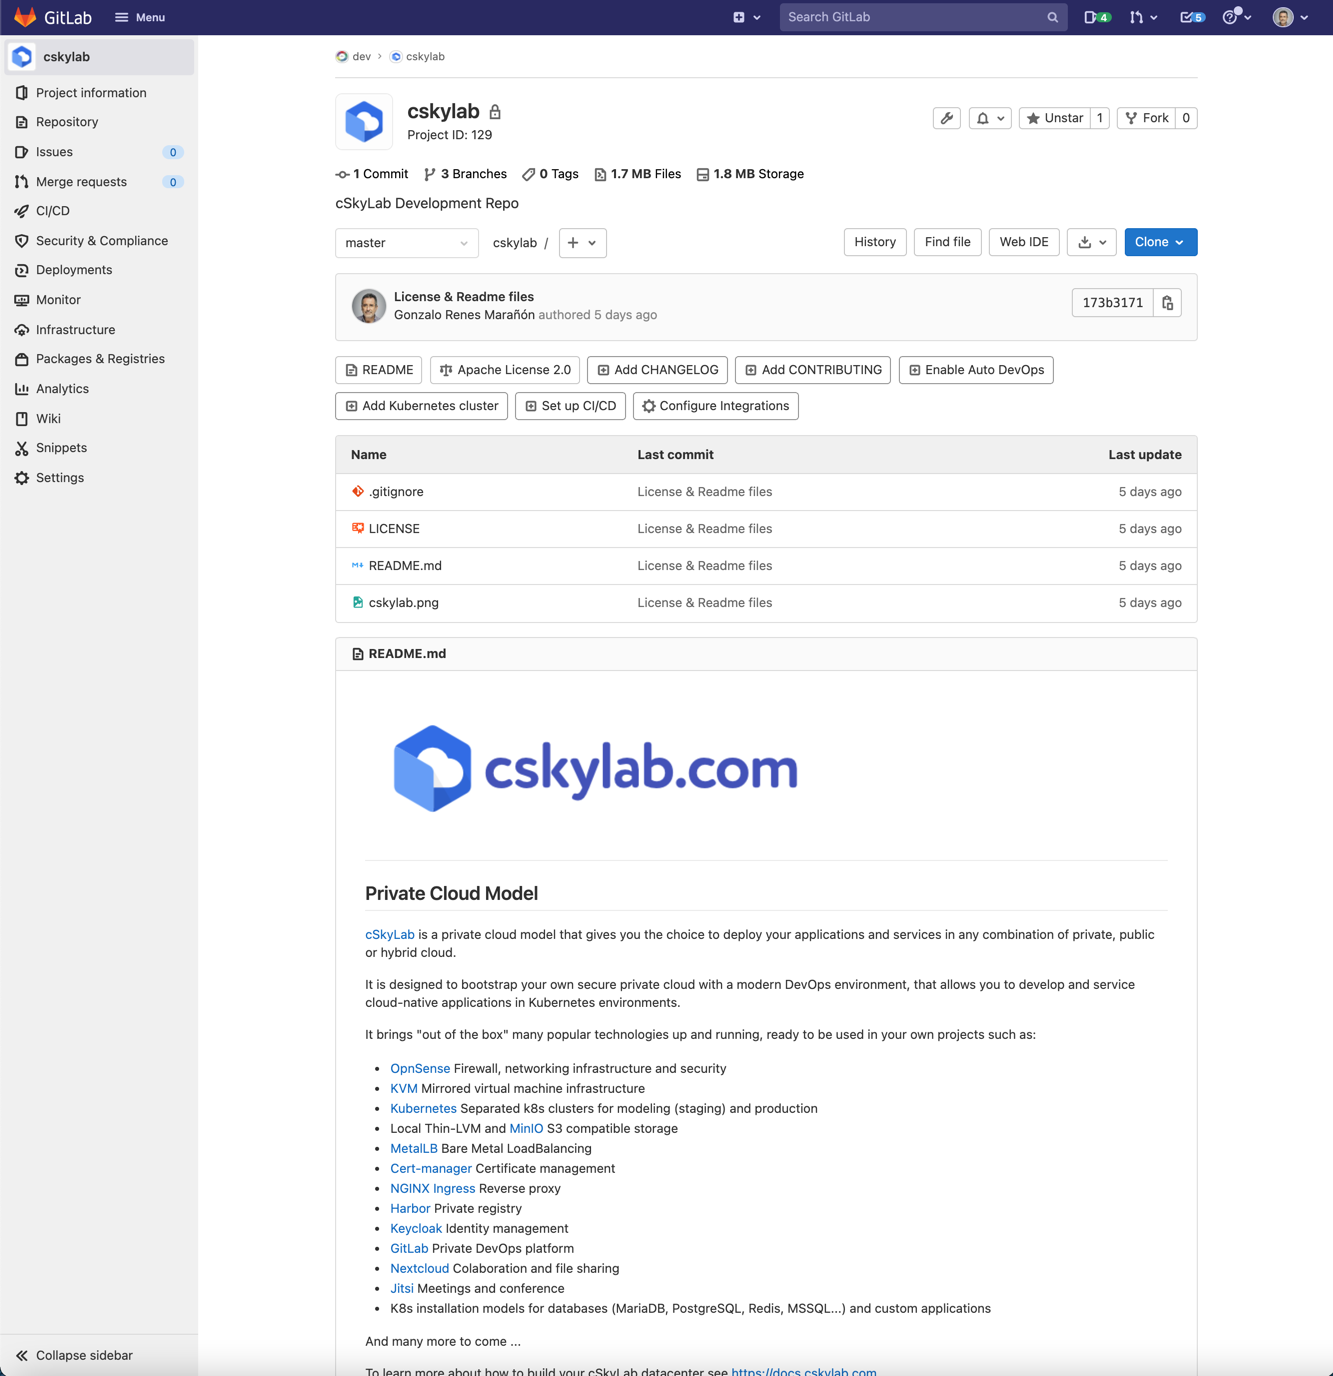 GitLab Menu Search GitLab 4 5
cskylab
Project information
Repository
Issues 0
Merge requests 0
CI/CD
Security & Compliance
Deployments
Monitor
Infrastructure
Packages & Registries
Analytics
Wiki
Snippets
Settings
Collapse sidebar
dev > cskylab
cskylab
Project ID: 129
Unstar 1 Fork 0
1 Commit 3 Branches 0 Tags 1.7 MB Files 1.8 MB Storage
cSkyLab Development Repo
master cskylab / + History Find file Web IDE Clone
License & Readme files
Gonzalo Renes Marañón authored 5 days ago
173b3171
README Apache License 2.0 Add CHANGELOG Add CONTRIBUTING Enable Auto DevOps
Add Kubernetes cluster Set up CI/CD Configure Integrations
Name Last commit Last update
.gitignore License & Readme files 5 days ago
LICENSE License & Readme files 5 days ago
README.md License & Readme files 5 days ago
cskylab.png License & Readme files 5 days ago
README.md
cskylab.com
Private Cloud Model
cSkyLab is a private cloud model that gives you the choice to deploy your applications and services in any combination of private, public
or hybrid cloud.
It is designed to bootstrap your own secure private cloud with a modern DevOps environment, that allows you to develop and service
cloud-native applications in Kubernetes environments.
It brings "out of the box" many popular technologies up and running, ready to be used in your own projects such as:
• OpnSense Firewall, networking infrastructure and security
• KVM Mirrored virtual machine infrastructure
• Kubernetes Separated k8s clusters for modeling (staging) and production
• Local Thin-LVM and MinIO S3 compatible storage
• MetalLB Bare Metal LoadBalancing
• Cert-manager Certificate management
• NGINX Ingress Reverse proxy
• Harbor Private registry
• Keycloak Identity management
• GitLab Private DevOps platform
• Nextcloud Colaboration and file sharing
• Jitsi Meetings and conference
• K8s installation models for databases (MariaDB, PostgreSQL, Redis, MSSQL...) and custom applications
And many more to come ...
To learn more about how to build your cSkyLab datacenter see https://docs.cskylab.com